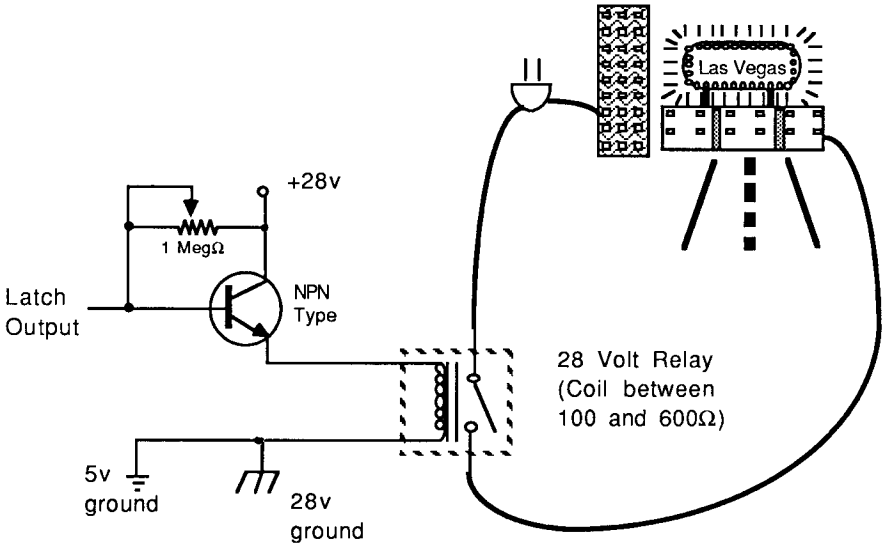 Las Vegas
+28v
1 MegΩ
Latch
Output
NPN
Type
28 Volt Relay
(Coil between
100 and 600Ω)
5v
ground
28v
ground